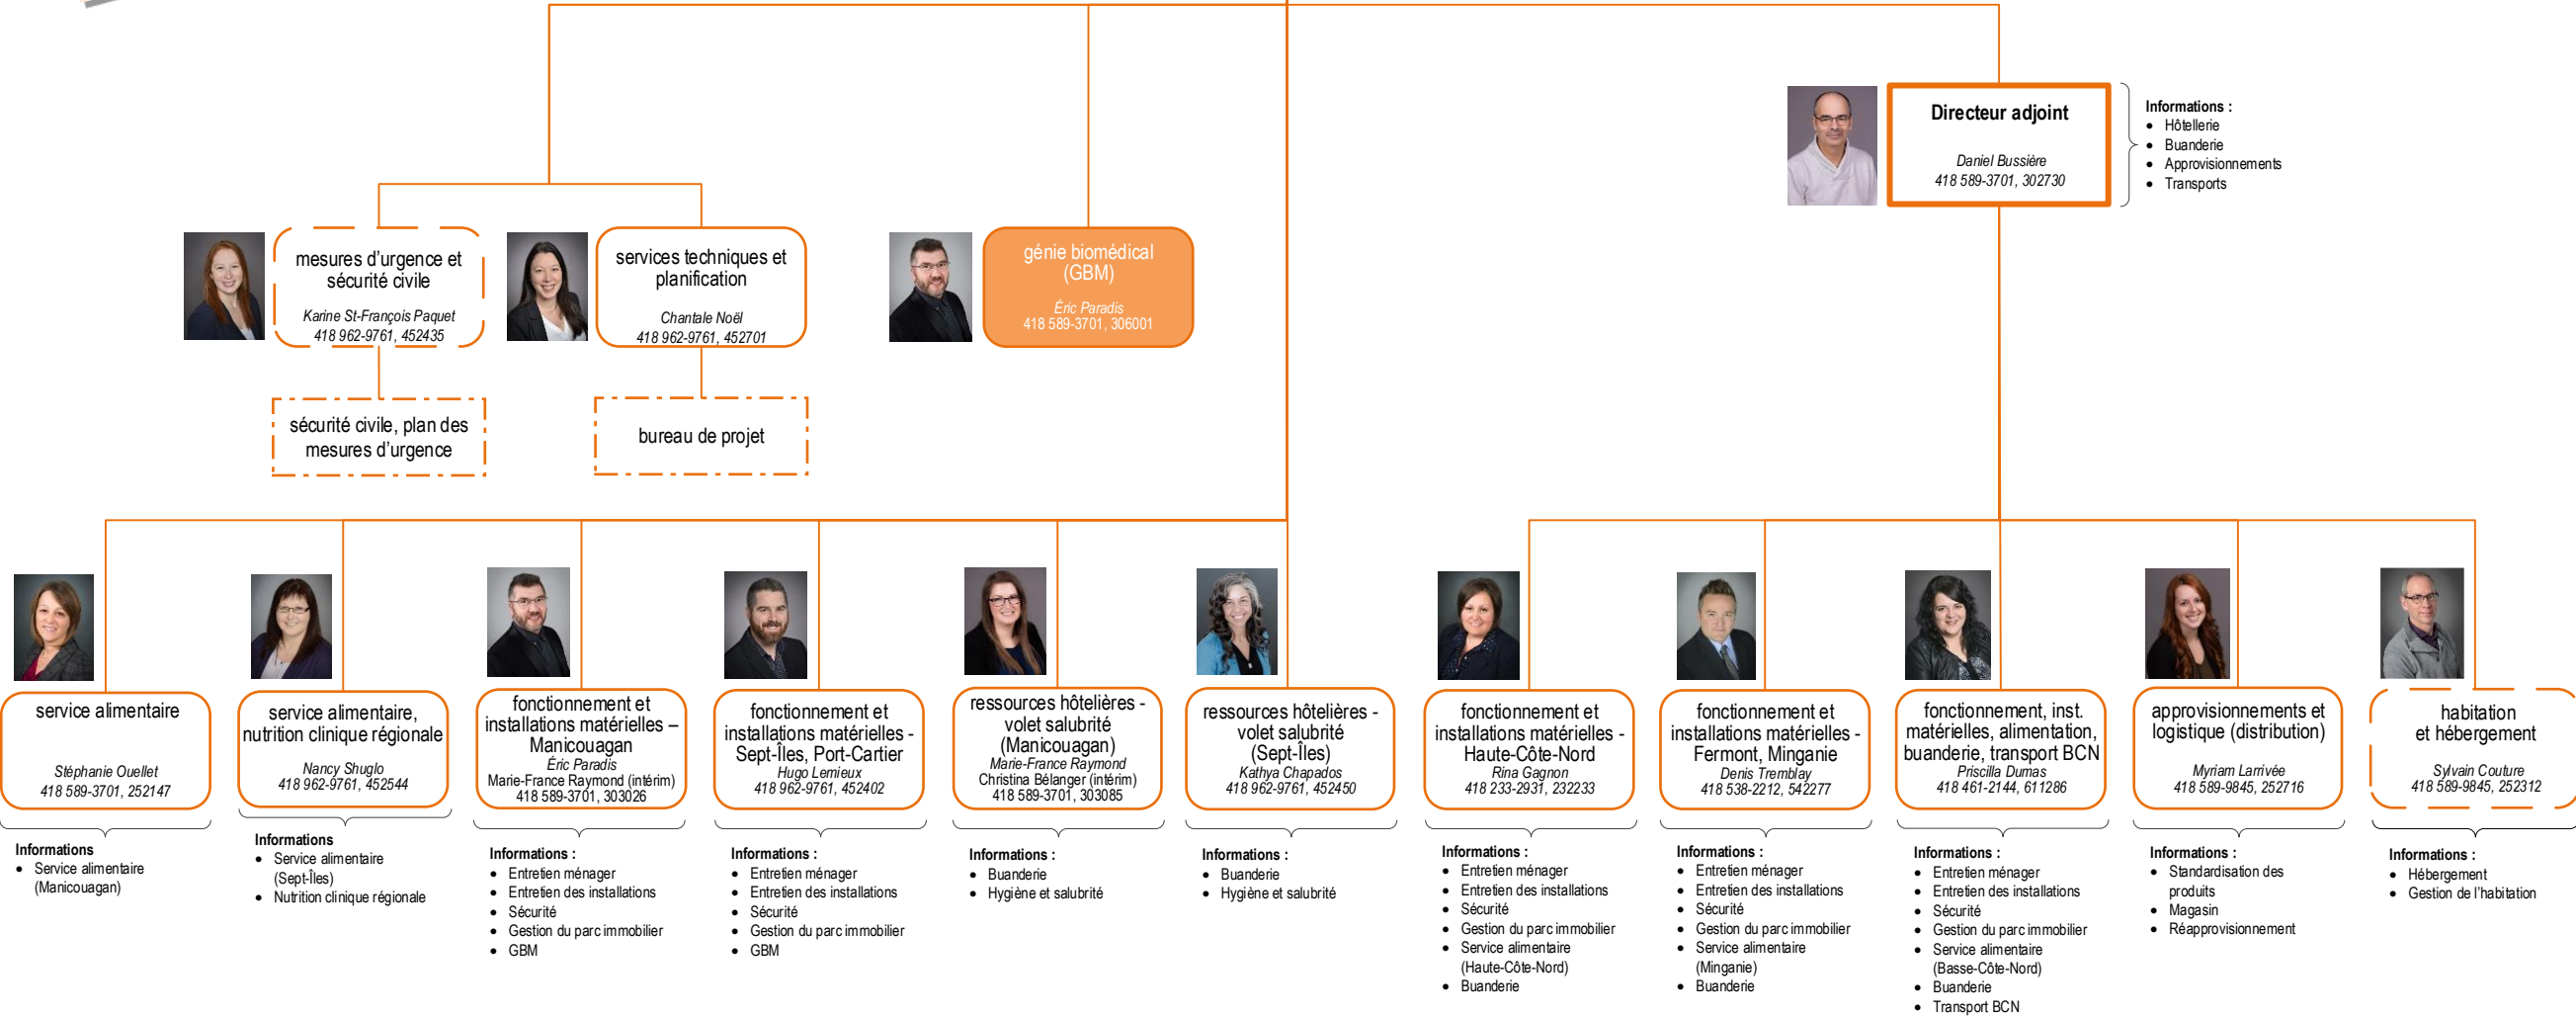 Directeur adjoint
Daniel Bussière
418 589-3701, 302730
Informations :
• Hôtellerie
• Buanderie
• Approvisionnements
• Transports
mesures d’urgence et
sécurité civile
Karine St-François Paquet
418 962-9761, 452435
services techniques et
planification
Chantale Noël
418 962-9761, 452701
génie biomédical
(GBM)
Éric Paradis
418 589-3701, 306001
sécurité civile, plan des
mesures d’urgence
bureau de projet
service alimentaire
Stéphanie Ouellet
418 589-3701, 252147
Informations
• Service alimentaire
(Manicouagan)
service alimentaire,
nutrition clinique régionale
Nancy Shuglo
418 962-9761, 452544
Informations
• Service alimentaire
(Sept-Îles)
• Nutrition clinique régionale
fonctionnement et
installations matérielles –
Manicouagan
Éric Paradis
Marie-France Raymond (intérim)
418 589-3701, 303026
Informations :
• Entretien ménager
• Entretien des installations
• Sécurité
• Gestion du parc immobilier
• GBM
fonctionnement et
installations matérielles -
Sept-Îles, Port-Cartier
Hugo Lemieux
418 962-9761, 452402
Informations :
• Entretien ménager
• Entretien des installations
• Sécurité
• Gestion du parc immobilier
• GBM
ressources hôtelières -
volet salubrité
(Manicouagan)
Marie-France Raymond
Christina Bélanger (intérim)
418 589-3701, 303085
Informations :
• Buanderie
• Hygiène et salubrité
ressources hôtelières -
volet salubrité
(Sept-Îles)
Kathya Chapados
418 962-9761, 452450
Informations :
• Buanderie
• Hygiène et salubrité
fonctionnement et
installations matérielles -
Haute-Côte-Nord
Rina Gagnon
418 233-2931, 232233
Informations :
• Entretien ménager
• Entretien des installations
• Sécurité
• Gestion du parc immobilier
• Service alimentaire
(Haute-Côte-Nord)
• Buanderie
fonctionnement et
installations matérielles -
Fermont, Minganie
Denis Tremblay
418 538-2212, 542277
Informations :
• Entretien ménager
• Entretien des installations
• Sécurité
• Gestion du parc immobilier
• Service alimentaire
(Minganie)
• Buanderie
fonctionnement, inst.
matérielles, alimentation,
buanderie, transport BCN
Priscilla Dumas
418 461-2144, 611286
Informations :
• Entretien ménager
• Entretien des installations
• Sécurité
• Gestion du parc immobilier
• Service alimentaire
(Basse-Côte-Nord)
• Buanderie
• Transport BCN
approvisionnements et
logistique (distribution)
Myriam Larrivée
418 589-9845, 252716
Informations :
• Standardisation des
produits
• Magasin
• Réapprovisionnement
habitation
et hébergement
Sylvain Couture
418 589-9845, 252312
Informations :
• Hébergement
• Gestion de l’habitation